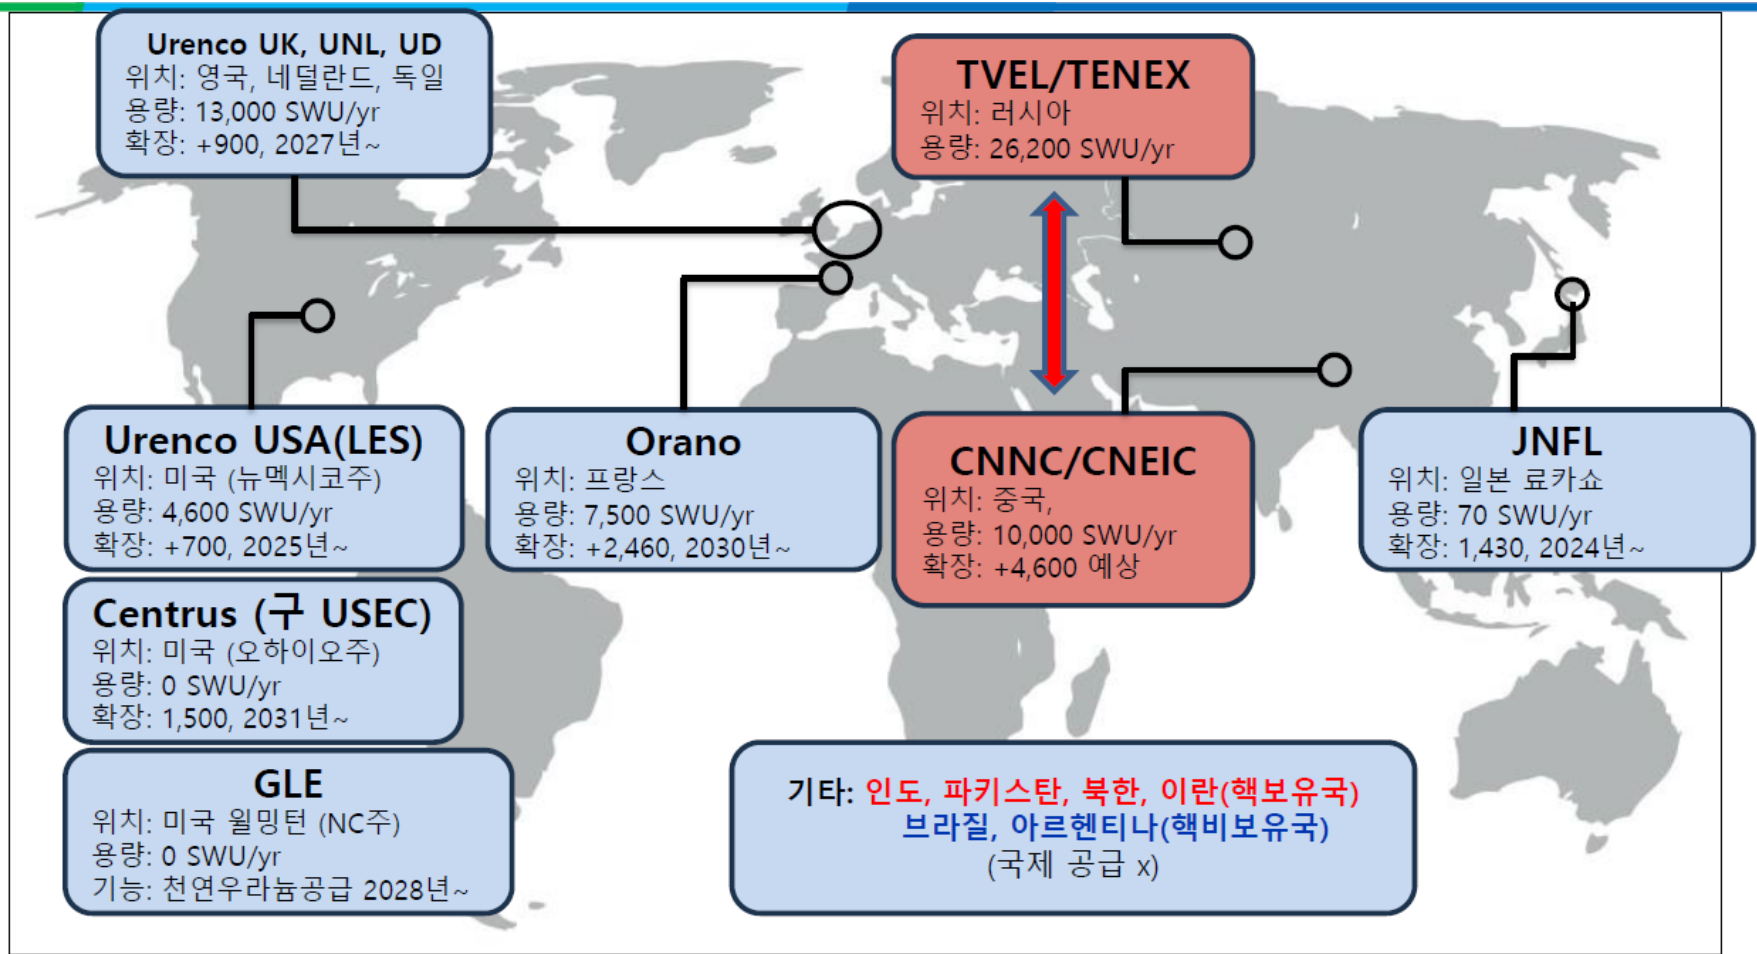 Urenco UK, UNL, UD
위치: 영국, 네덜란드, 독일
용량: 13,000 SWU/yr
확장: +900, 2027년~
TVEL/TENEX
위치: 러시아
용량: 26,200 SWU/yr
Urenco USA(LES)
위치: 미국 (뉴멕시코주)
용량: 4,600 SWU/yr
확장: +700, 2025년~
Orano
위치: 프랑스
용량: 7,500 SWU/yr
확장: +2,460, 2030년~
CNNC/CNEIC
위치: 중국,
용량: 10,000 SWU/yr
확장: +4,600 예상
JNFL
위치: 일본 료카쇼
용량: 70 SWU/yr
확장: 1,430, 2024년~
Centrus (구 USEC)
위치: 미국 (오하이오주)
용량: 0 SWU/yr
확장: 1,500, 2031년~
GLE
위치: 미국 윌밍턴 (NC주)
용량: 0 SWU/yr
기능: 천연우라늄공급 2028년~
기타: 인도, 파키스탄, 북한, 이란(핵보유국)
브라질, 아르헨티나(핵비보유국)
(국제 공급 x)